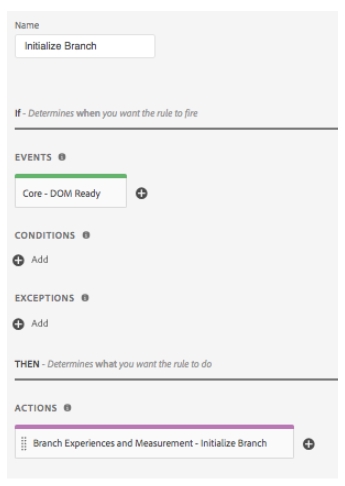 Name
Initialize Branch
If - Determines when you want the rule to fire
EVENTS
Core - DOM Ready
CONDITIONS
Add
EXCEPTIONS
Add
THEN - Determines what you want the rule to do
ACTIONS
Branch Experiences and Measurement - Initialize Branch